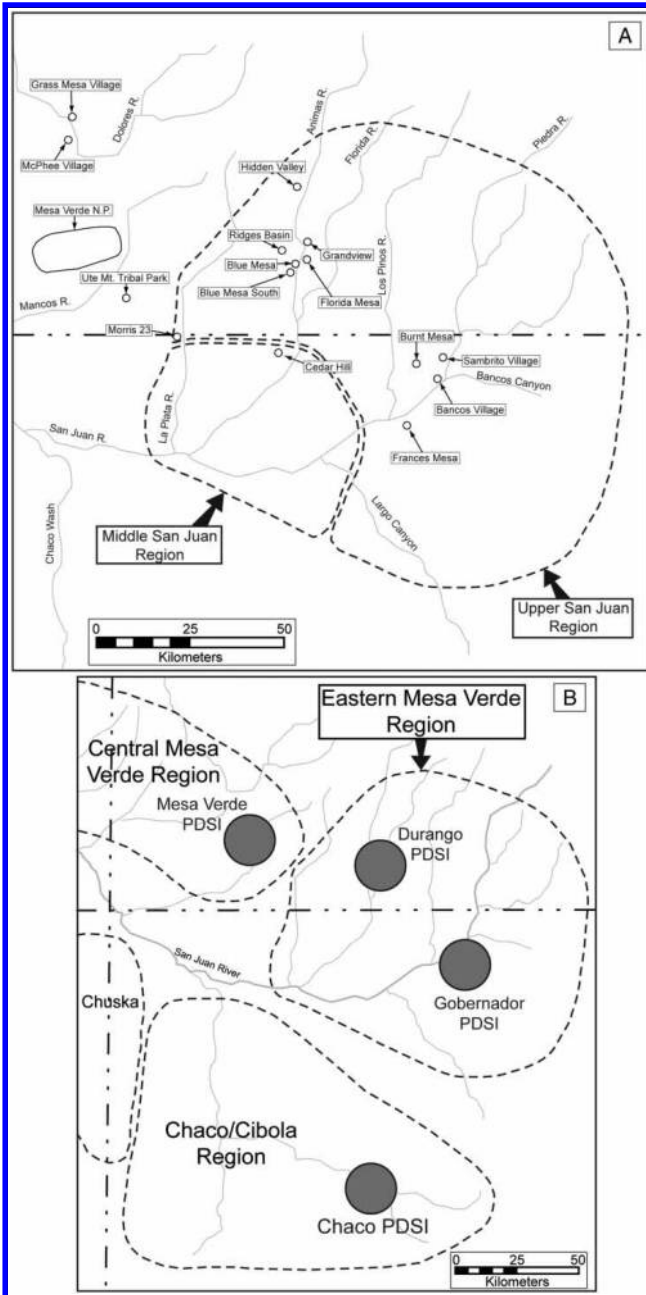 A
Grass Mesa Village
Dolores R.
McPhee Village
Animas R.
Florida R.
Piedra R.
Hidden Valley
Mesa Verde N.P.
Ridges Basin
Grandview
Blue Mesa
Los Pinos R.
Ute Mt. Tribal Park
Blue Mesa South
Florida Mesa
Mancos R.
Morris 23
Burnt Mesa
Sambrito Village
Cedar Hill
Bancos Canyon
La Plata R.
Bancos Village
San Juan R.
Frances Mesa
Chaco Wash
Largo Canyon
Middle San Juan
Region
Upper San Juan
Region
0 25 50
Kilometers
B
Eastern Mesa Verde
Region
Central Mesa
Verde Region
Mesa Verde
PDSI
Durango
PDSI
San Juan River
Gobernador
PDSI
Chuska
Chaco/Cibola
Region
Chaco PDSI
0 25 50
Kilometers